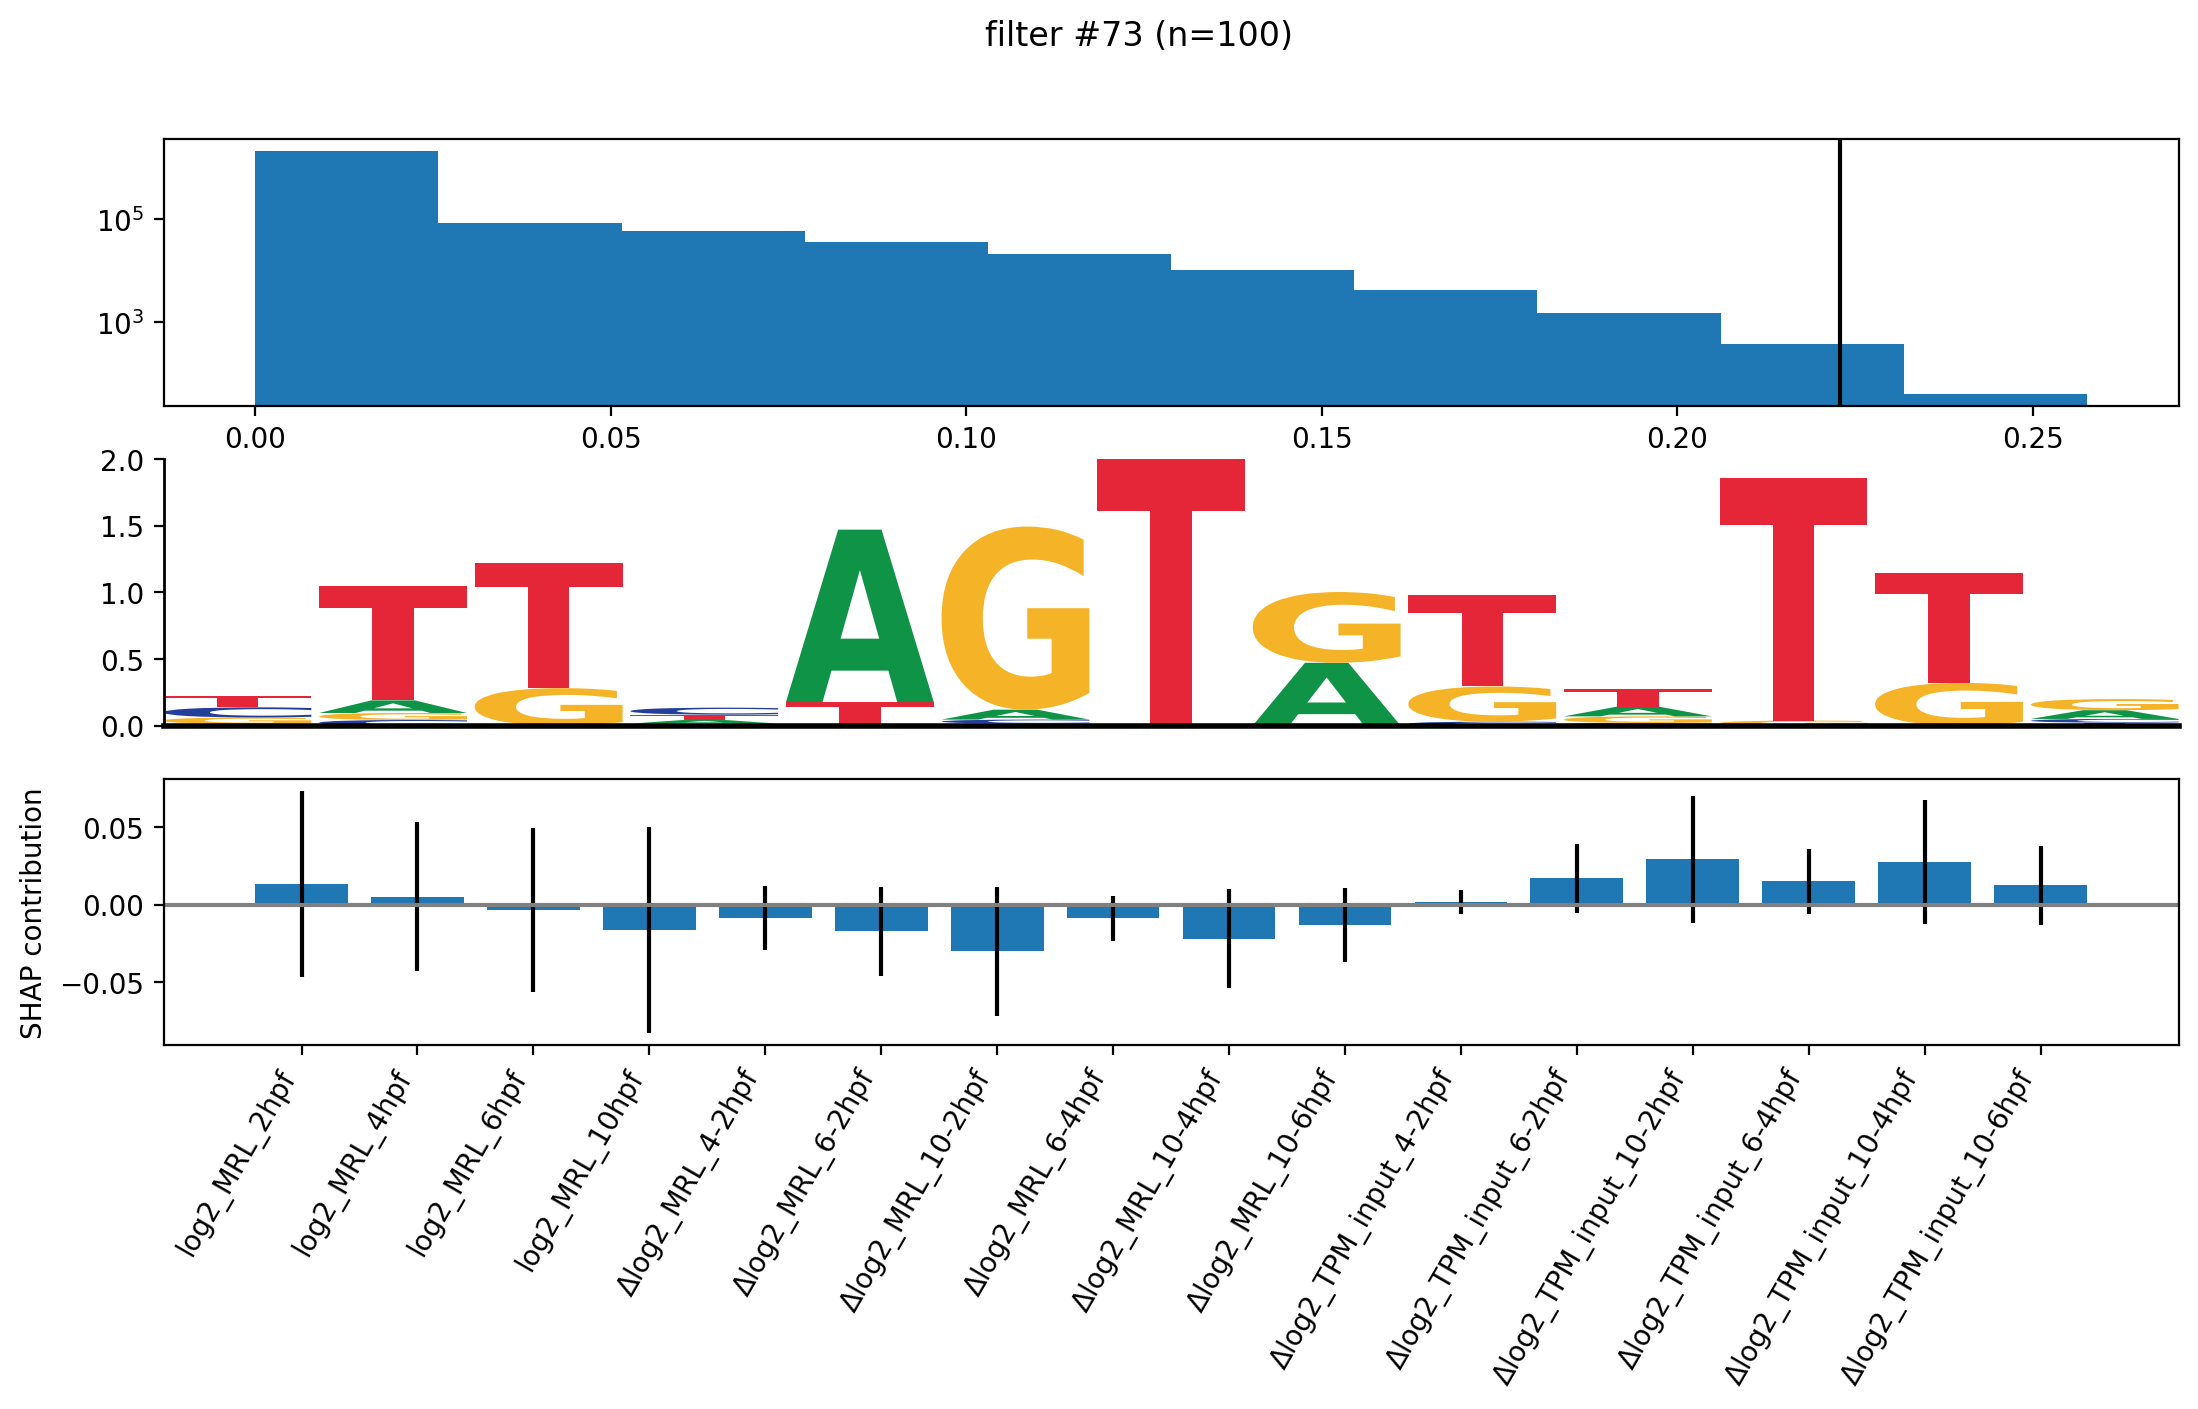 filter #73 (n=100)
10^5
10^3
0.00 0.05 0.10 0.15 0.20 0.25
2.0
1.5
1.0
0.5
0.0
T T T C A G T G T T T T G
C A G T T A A G A G G A
G G A C C G C
C
SHAP contribution
0.05
0.00
−0.05
log2_MRL_2hpf
log2_MRL_4hpf
log2_MRL_6hpf
log2_MRL_10hpf
Δlog2_MRL_4-2hpf
Δlog2_MRL_6-2hpf
Δlog2_MRL_10-2hpf
Δlog2_MRL_6-4hpf
Δlog2_MRL_10-4hpf
Δlog2_MRL_10-6hpf
Δlog2_TPM_input_4-2hpf
Δlog2_TPM_input_6-2hpf
Δlog2_TPM_input_10-2hpf
Δlog2_TPM_input_6-4hpf
Δlog2_TPM_input_10-4hpf
Δlog2_TPM_input_10-6hpf